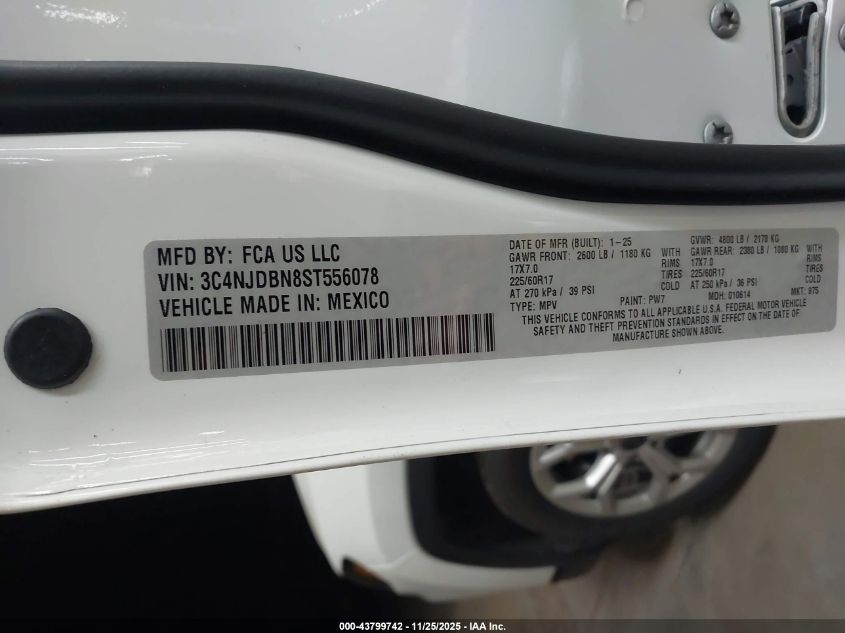 MFD BY: FCA US LLC
VIN: 3C4NJDBN8ST556078
VEHICLE MADE IN: MEXICO
DATE OF MFR (BUILT): 1-25
GAWR FRONT: 2600 LB / 1180 KG WITH
17X7.0 RIMS
225/60R17 TIRES
AT 270 kPa / 39 PSI COLD
TYPE: MPV PAINT: PW7
GVWR: 4800 LB / 2178 KG
GAWR REAR: 2380 LB / 1080 KG WITH
17X7.0 RIMS
225/60R17 TIRES
AT 250 kPa / 36 PSI COLD
MDH: 010614 MKT: 875
THIS VEHICLE CONFORMS TO ALL APPLICABLE U.S.A. FEDERAL MOTOR VEHICLE
SAFETY AND THEFT PREVENTION STANDARDS IN EFFECT ON THE DATE OF
MANUFACTURE SHOWN ABOVE.
000-43799742 - 11/25/2025 - IAA Inc.